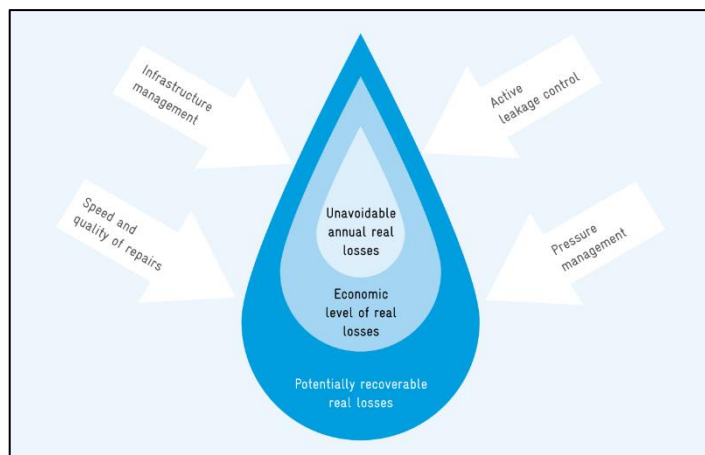 Infrastructure
management
Active
leakage control
Speed and
quality of repairs
Pressure
management
Unavoidable
annual real
losses
Economic
level of real
losses
Potentially recoverable
real losses